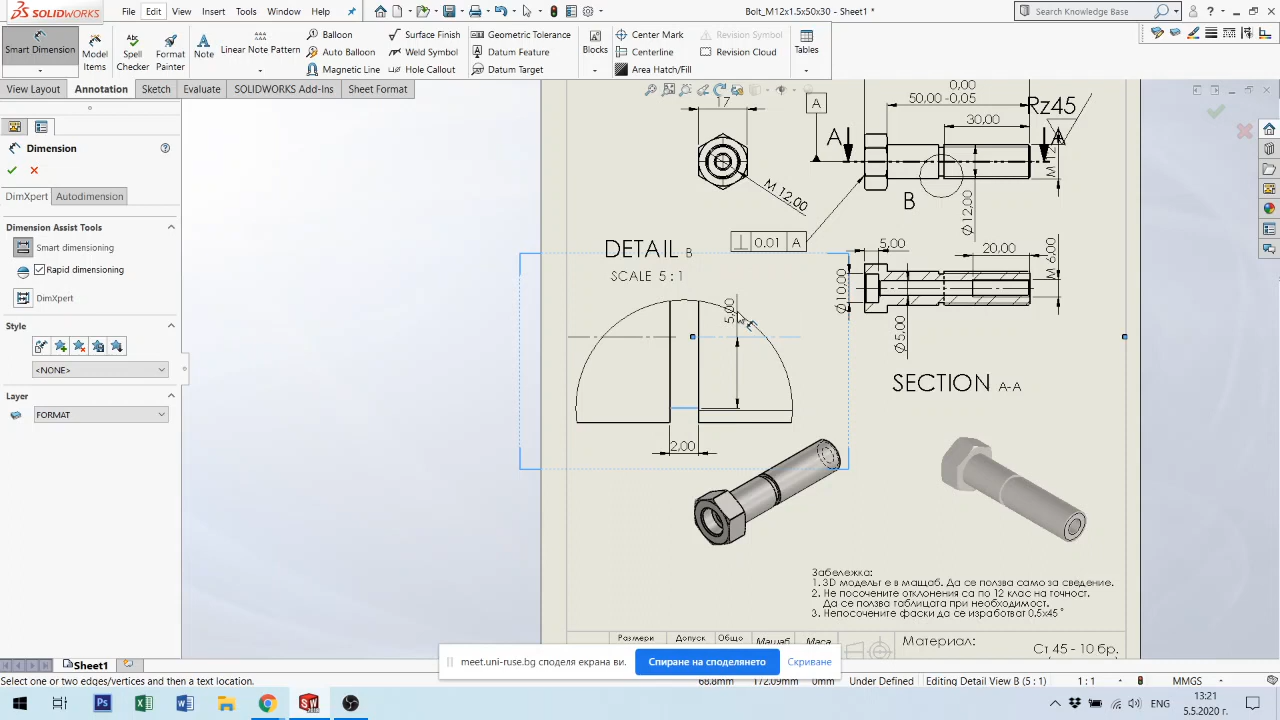 SOLIDWORKS File Edit View Insert Tools Window Help Bolt_M12x1.5x50x30 - Sheet1 * Search Knowledge Base ?
Smart Dimension Model Items Spell Checker Format Painter Note Linear Note Pattern Balloon Auto Balloon Magnetic Line Surface Finish Weld Symbol Hole Callout Geometric Tolerance Datum Feature Datum Target Blocks Center Mark Centerline Area Hatch/Fill Revision Symbol Revision Cloud Tables
View Layout Annotation Sketch Evaluate SOLIDWORKS Add-Ins Sheet Format
Dimension
DimXpert Autodimension
Dimension Assist Tools
Smart dimensioning
Rapid dimensioning
DimXpert
Style
<NONE>
Layer
FORMAT
17
M 12,00
A
0,00
50,00 -0.05
30,00
Rz45
A
A
B
Ø12,00
M 12
0.01 A
DETAIL B
SCALE 5 : 1
5,00
2,00
5,00
20,00
M 6,00
Ø10,00
Ø5,00
SECTION A-A
Забележка:
1. 3D моделът е в мащаб. Да се ползва само за сведение.
2. Не посочените отклонения са по 12 клас на точност.
Да се ползва таблицата при необходимост.
3. Непосочените фаски да се изработват 0.5x45°
Размери Допуск Общо Мащаб Маса
Материал:
Ст 45 - 10 бр.
meet.uni-ruse.bg споделя екрана ви. Спиране на споделянето Скриване
Sheet1
Select one or two edges/vertices and then a text location. 68.8mm 172.09mm 0mm Under Defined Editing Detail View B (5 : 1) 1 : 1 MMGS
ENG 13:21
5.5.2020 г.